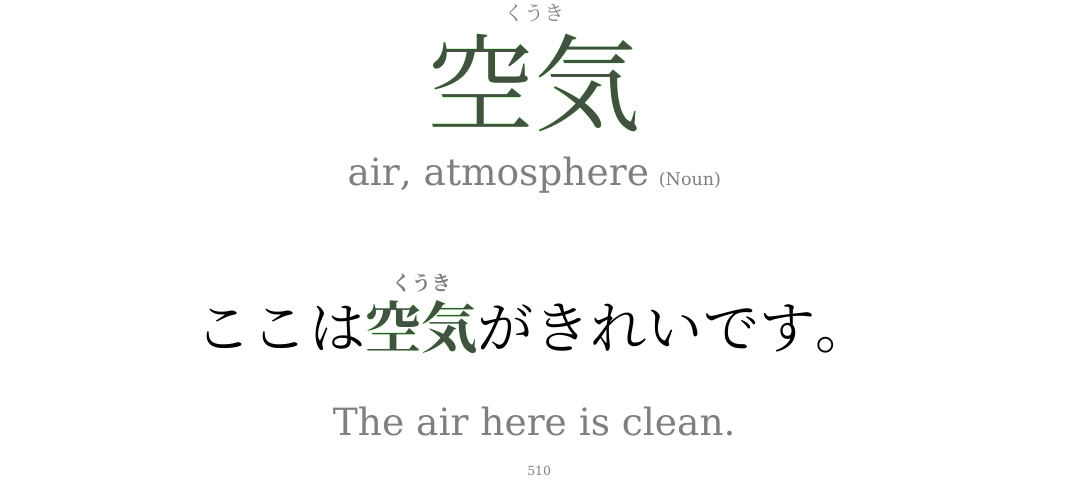 くうき
空気
air, atmosphere (Noun)
くうき
ここは空気がきれいです。
The air here is clean.
510